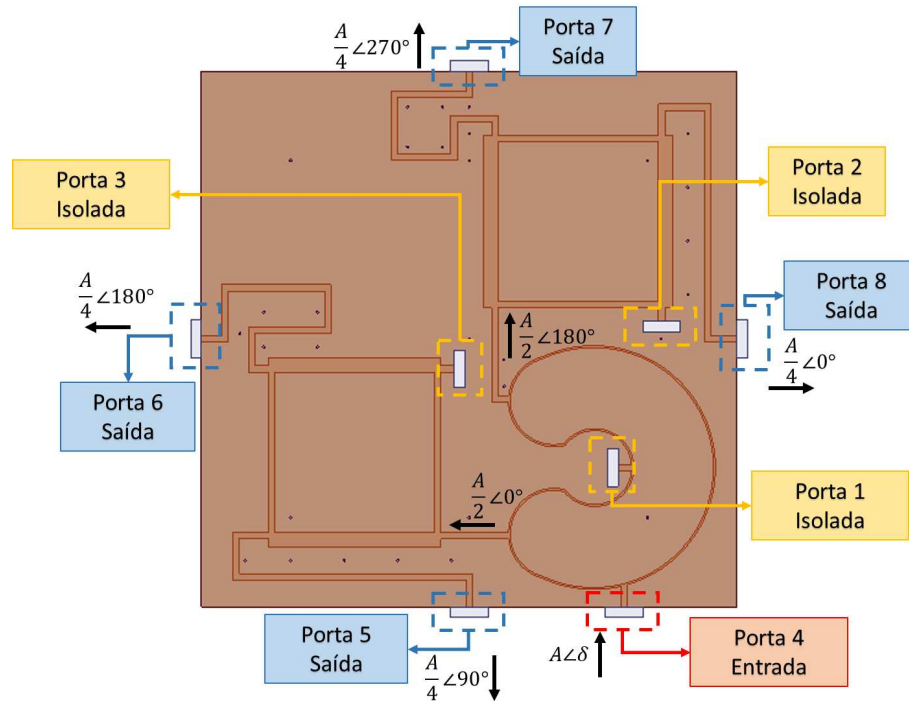 A/4∠270°
Porta 7
Saída
Porta 3
Isolada
Porta 2
Isolada
A/4∠180°
Porta 8
Saída
A/2∠180°
A/4∠0°
Porta 6
Saída
A/2∠0°
Porta 1
Isolada
Porta 5
Saída
A/4∠90°
A∠δ
Porta 4
Entrada